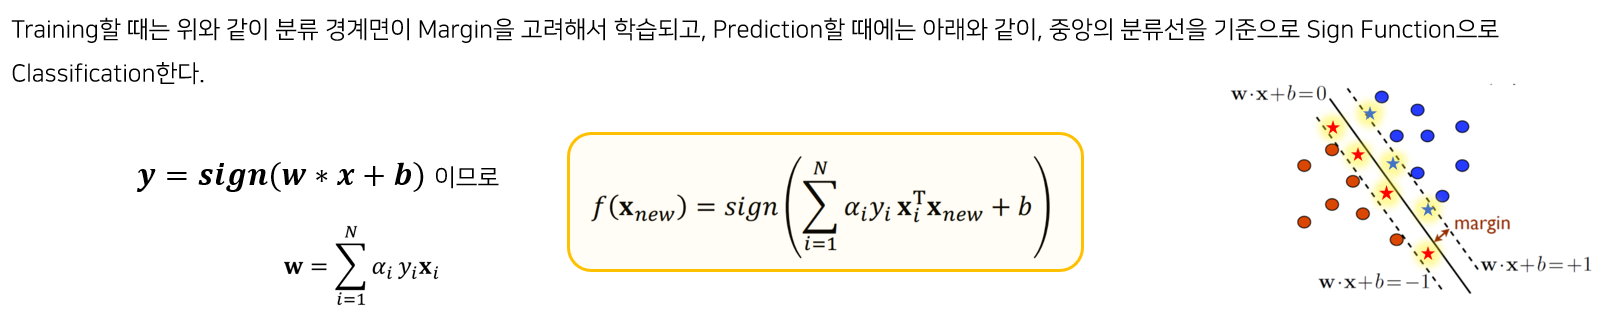 Training할 때는 위와 같이 분류 경계면이 Margin을 고려해서 학습되고, Prediction할 때에는 아래와 같이, 중앙의 분류선을 기준으로 Sign Function으로
Classification한다.
y = sign(w ∗ x + b) 이므로
w = ∑_{i=1}^{N} α_i y_i x_i
f(x_{new}) = sign(∑_{i=1}^{N} α_i y_i x_i^T x_{new} + b)
w·x+b=0
margin
w·x+b=+1
w·x+b=−1